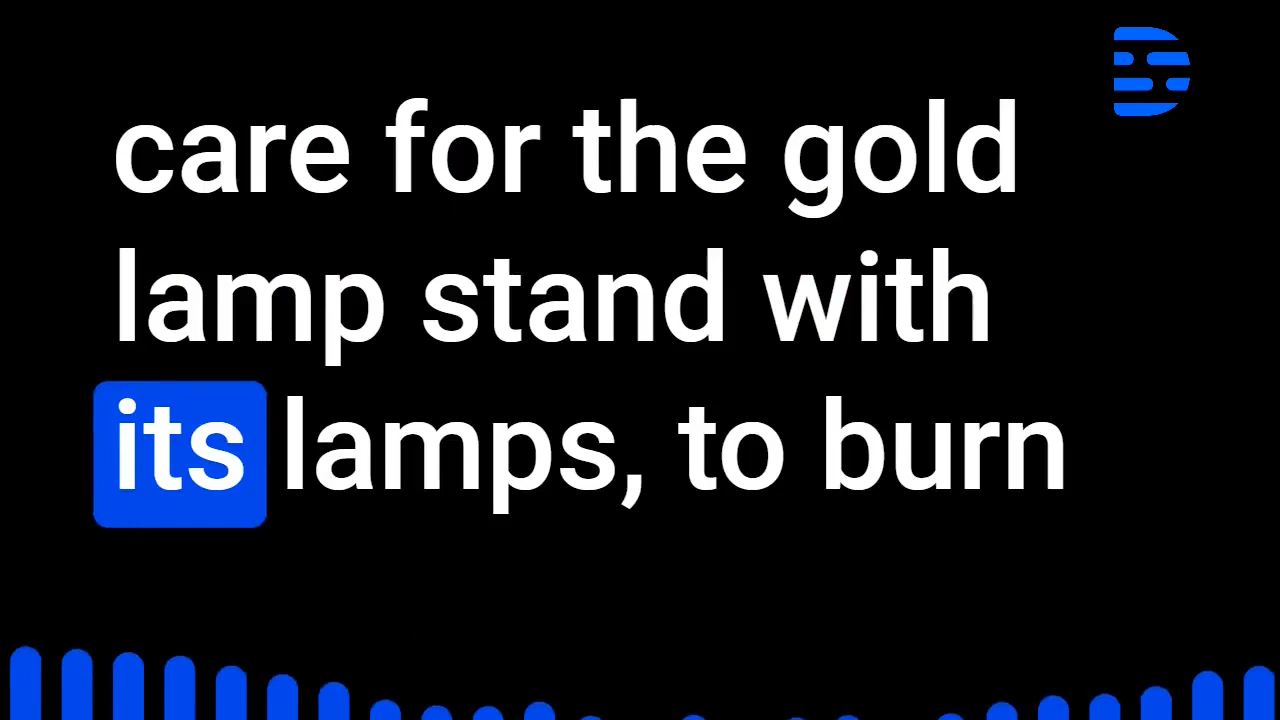 care for the gold
lamp stand with
its lamps, to burn